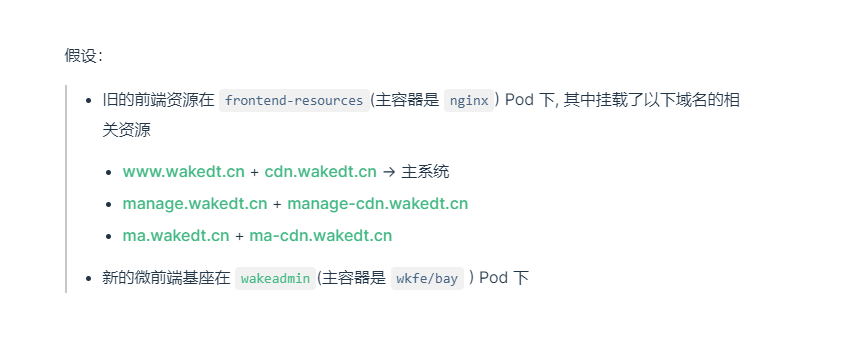 假设：
旧的前端资源在 frontend-resources(主容器是 nginx) Pod 下, 其中挂载了以下域名的相
关资源
www.wakedt.cn + cdn.wakedt.cn → 主系统
manage.wakedt.cn + manage-cdn.wakedt.cn
ma.wakedt.cn + ma-cdn.wakedt.cn
新的微前端基座在 wakeadmin(主容器是 wkfe/bay ) Pod 下